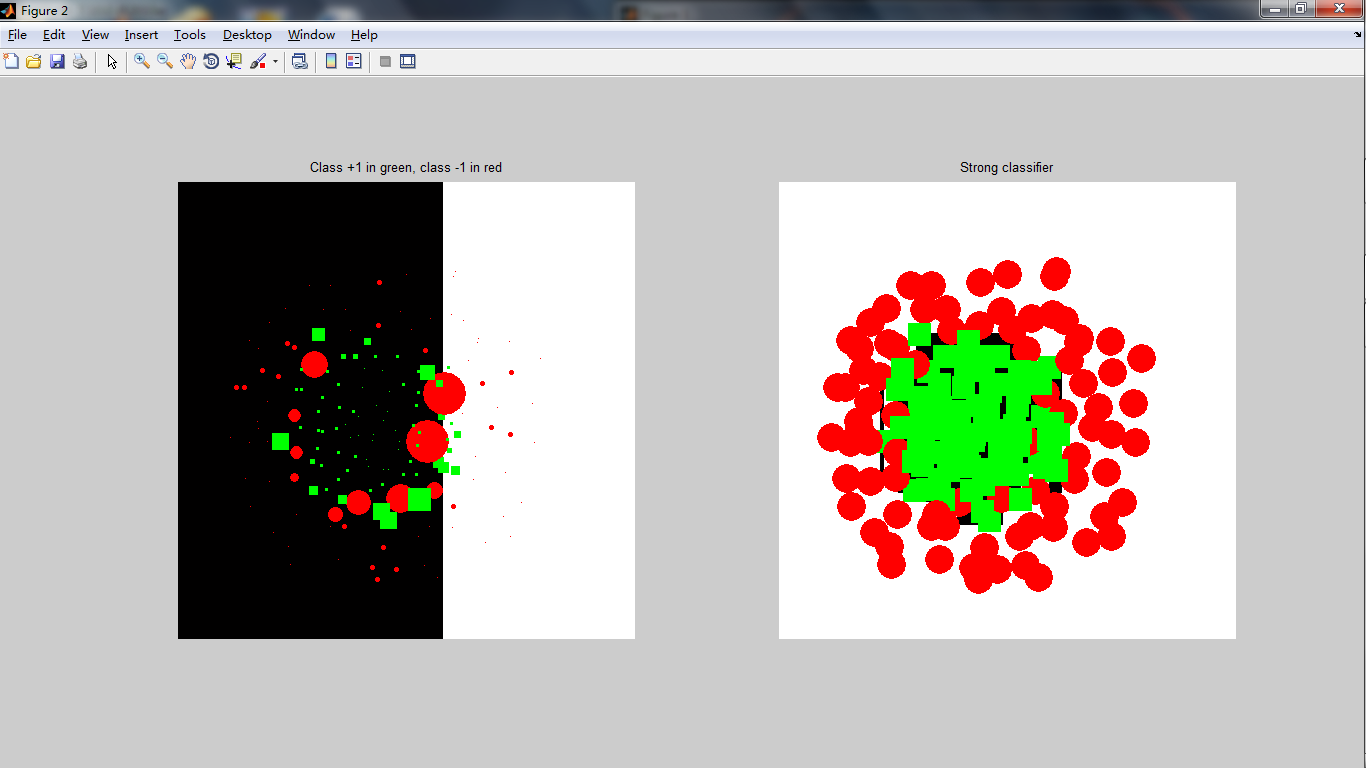 Figure 2
File Edit View Insert Tools Desktop Window Help
Class +1 in green, class -1 in red
Strong classifier